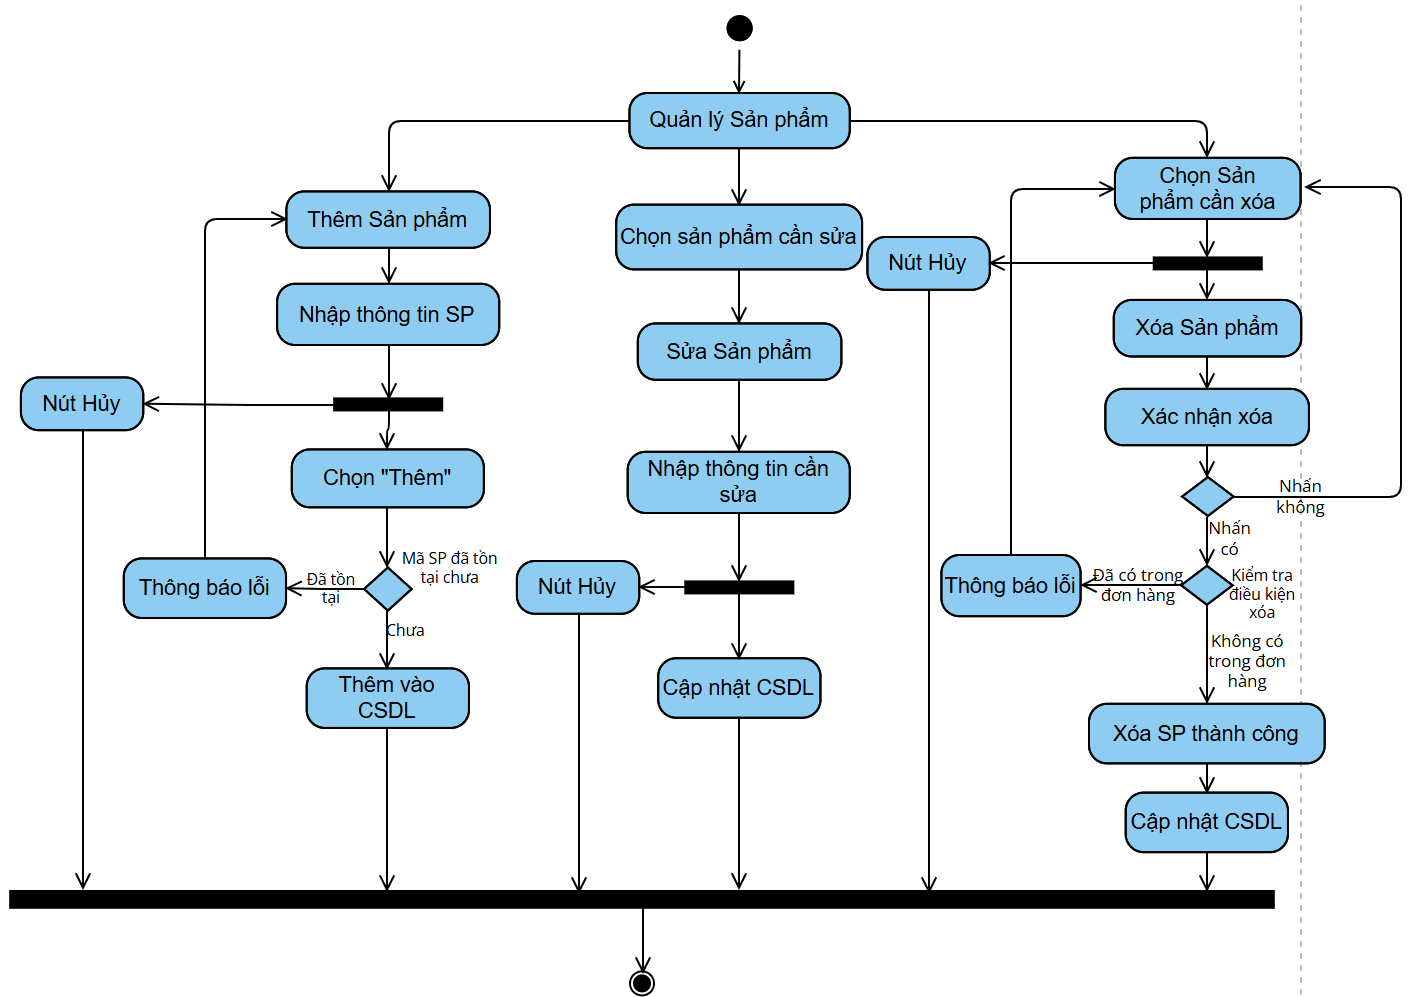 Quản lý Sản phẩm
Thêm Sản phẩm
Nhập thông tin SP
Nút Hủy
Chọn "Thêm"
Mã SP đã tồn
tại chưa
Đã tồn
tại
Thông báo lỗi
Chưa
Thêm vào
CSDL
Chọn sản phẩm cần sửa
Sửa Sản phẩm
Nhập thông tin cần
sửa
Nút Hủy
Cập nhật CSDL
Chọn Sản
phẩm cần xóa
Nút Hủy
Xóa Sản phẩm
Xác nhận xóa
Nhấn
không
Nhấn
có
Thông báo lỗi
Đã có trong
đơn hàng
Kiểm tra
điều kiện
xóa
Không có
trong đơn
hàng
Xóa SP thành công
Cập nhật CSDL